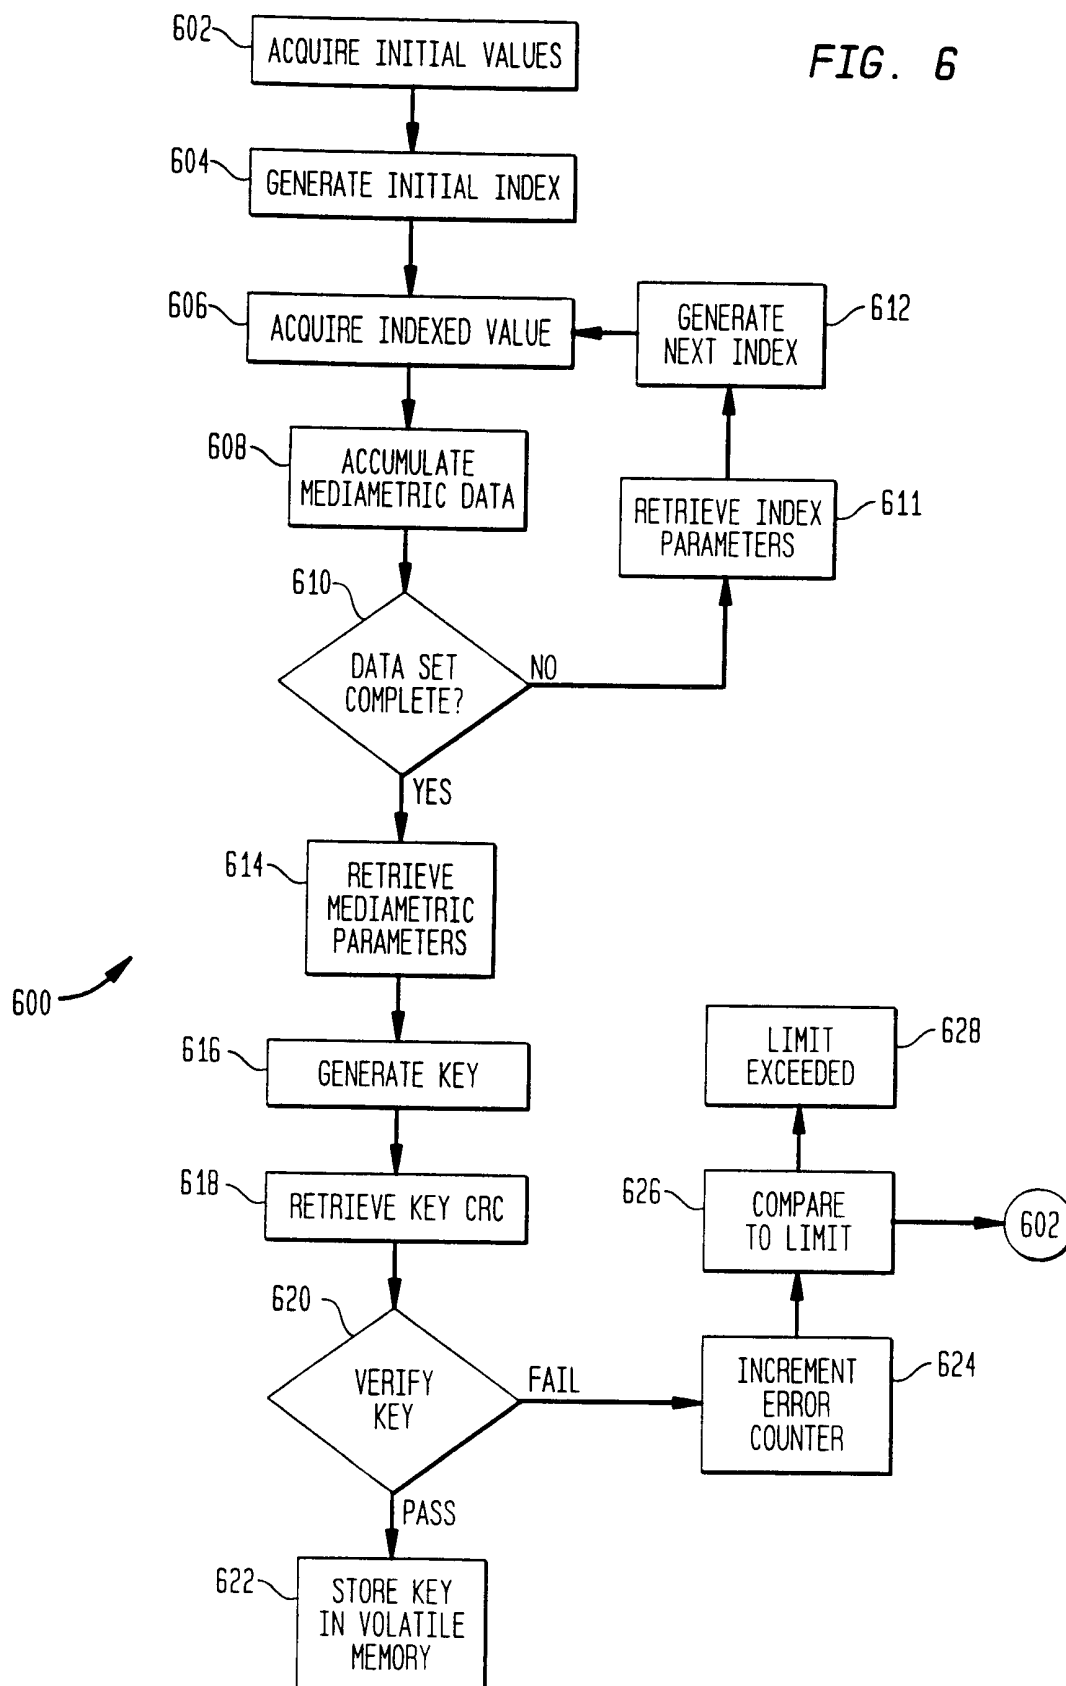 FIG. 6
602
ACQUIRE INITIAL VALUES
604
GENERATE INITIAL INDEX
606
ACQUIRE INDEXED VALUE
GENERATE
NEXT INDEX
612
608
ACCUMULATE
MEDIAMETRIC DATA
RETRIEVE INDEX
PARAMETERS
611
610
DATA SET
COMPLETE?
NO
YES
614
RETRIEVE
MEDIAMETRIC
PARAMETERS
600
616
GENERATE KEY
LIMIT
EXCEEDED
628
618
RETRIEVE KEY CRC
626
COMPARE
TO LIMIT
602
620
VERIFY
KEY
FAIL
INCREMENT
ERROR
COUNTER
624
PASS
622
STORE KEY
IN VOLATILE
MEMORY